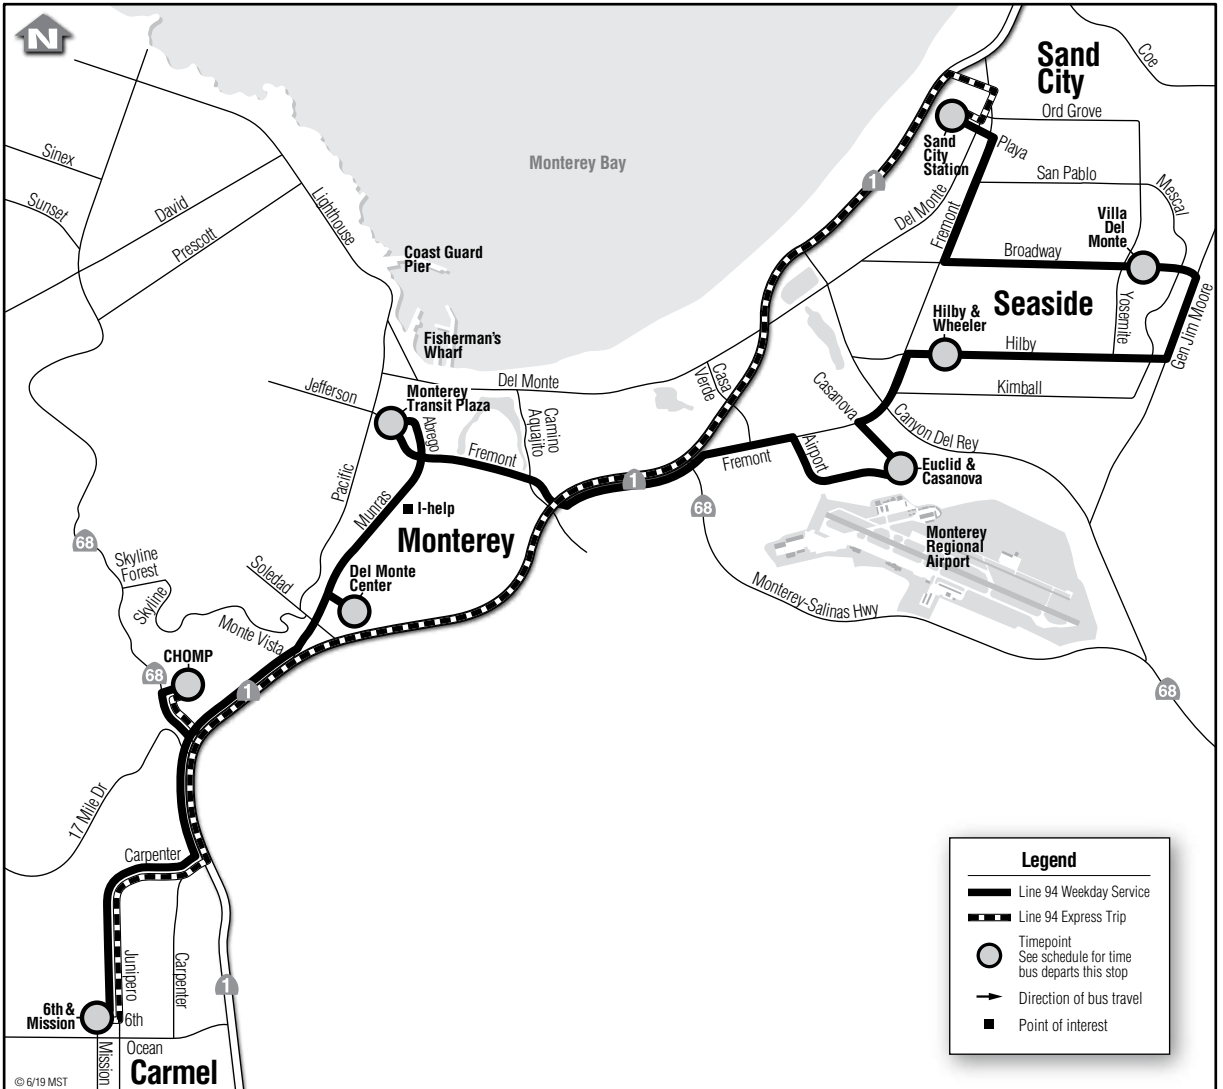 N
Sand
City
Coe
Ord Grove
Sand
City
Station
Playa
San Pablo
Mescal
Monterey Bay
1
Del Monte
Fremont
Villa
Del
Monte
Broadway
Yosemite
Gen Jim Moore
Seaside
Hilby &
Wheeler
Hilby
Kimball
Sinex
Sunset
David
Prescott
Lighthouse
Coast Guard
Pier
Fisherman's
Wharf
Del Monte
Casa
Verde
Casanova
Canyon Del Rey
Jefferson
Monterey
Transit Plaza
Abrego
Camino
Aquajito
Fremont
Fremont
Airport
Euclid &
Casanova
1
68
Pacific
Munras
I-help
Monterey
Monterey
Regional
Airport
68
Skyline
Forest
Skyline
Soledad
Del Monte
Center
Monterey-Salinas Hwy
Monte Vista
CHOMP
68
1
68
17 Mile Dr
Carpenter
Junipero
Carpenter
1
6th &
Mission
6th
Ocean
Mission
Carmel
© 6/19 MST
Legend
Line 94 Weekday Service
Line 94 Express Trip
Timepoint
See schedule for time
bus departs this stop
Direction of bus travel
Point of interest